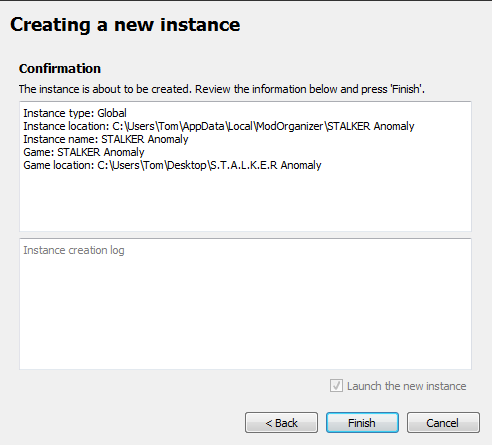 Creating a new instance
Confirmation
The instance is about to be created. Review the information below and press 'Finish'.
Instance type: Global
Instance location: C:\Users\Tom\AppData\Local\ModOrganizer\STALKER Anomaly
Instance name: STALKER Anomaly
Game: STALKER Anomaly
Game location: C:\Users\Tom\Desktop\S.T.A.L.K.E.R Anomaly
Instance creation log
Launch the new instance
< Back
Finish
Cancel